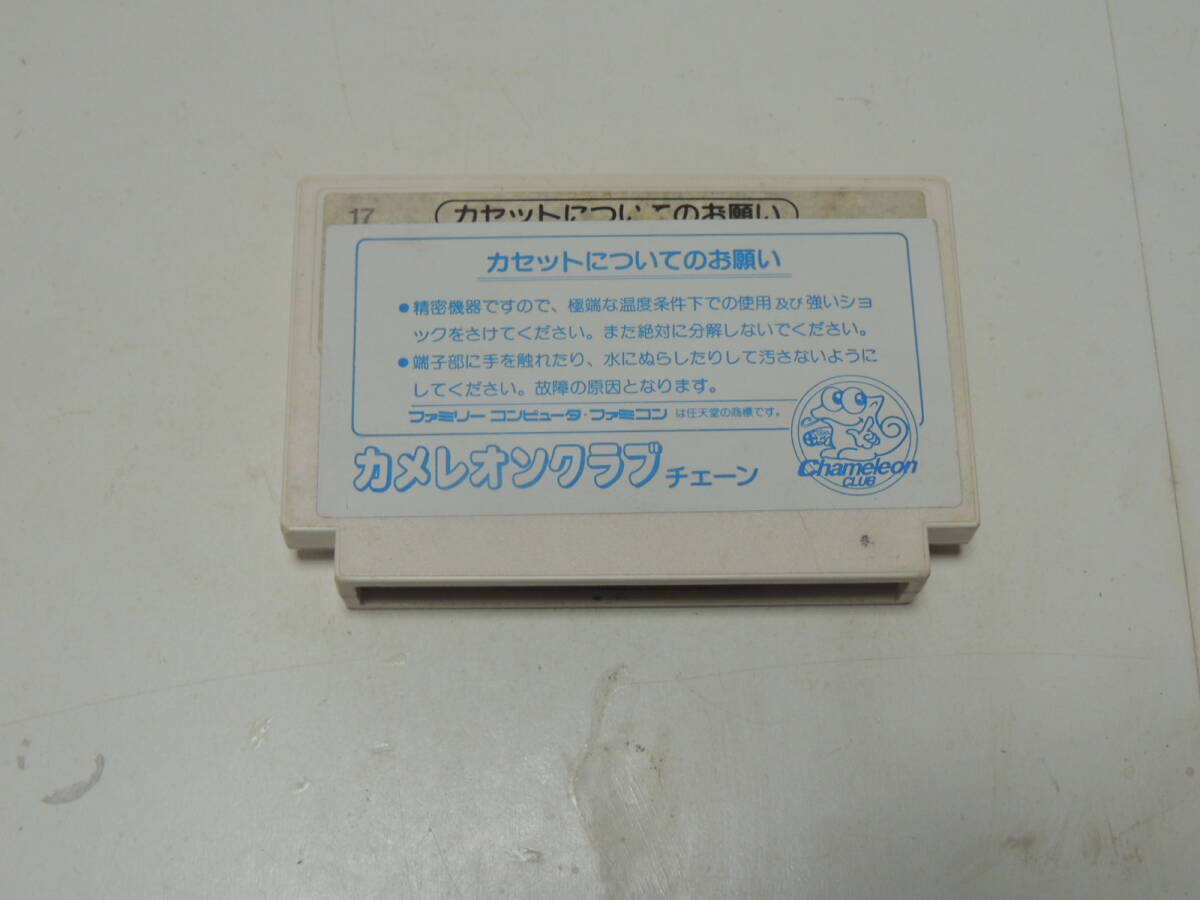 17
カセットについてのお願い
カセットについてのお願い
●精密機器ですので、極端な温度条件下での使用及び強いショ
ックをさけてください。また絶対に分解しないでください。
●端子部に手を触れたり、水にぬらしたりして汚さないように
してください。故障の原因となります。
ファミリーコンピュータ・ファミコン は任天堂の商標です。
カメレオンクラブチェーン
Chameleon
CLUB